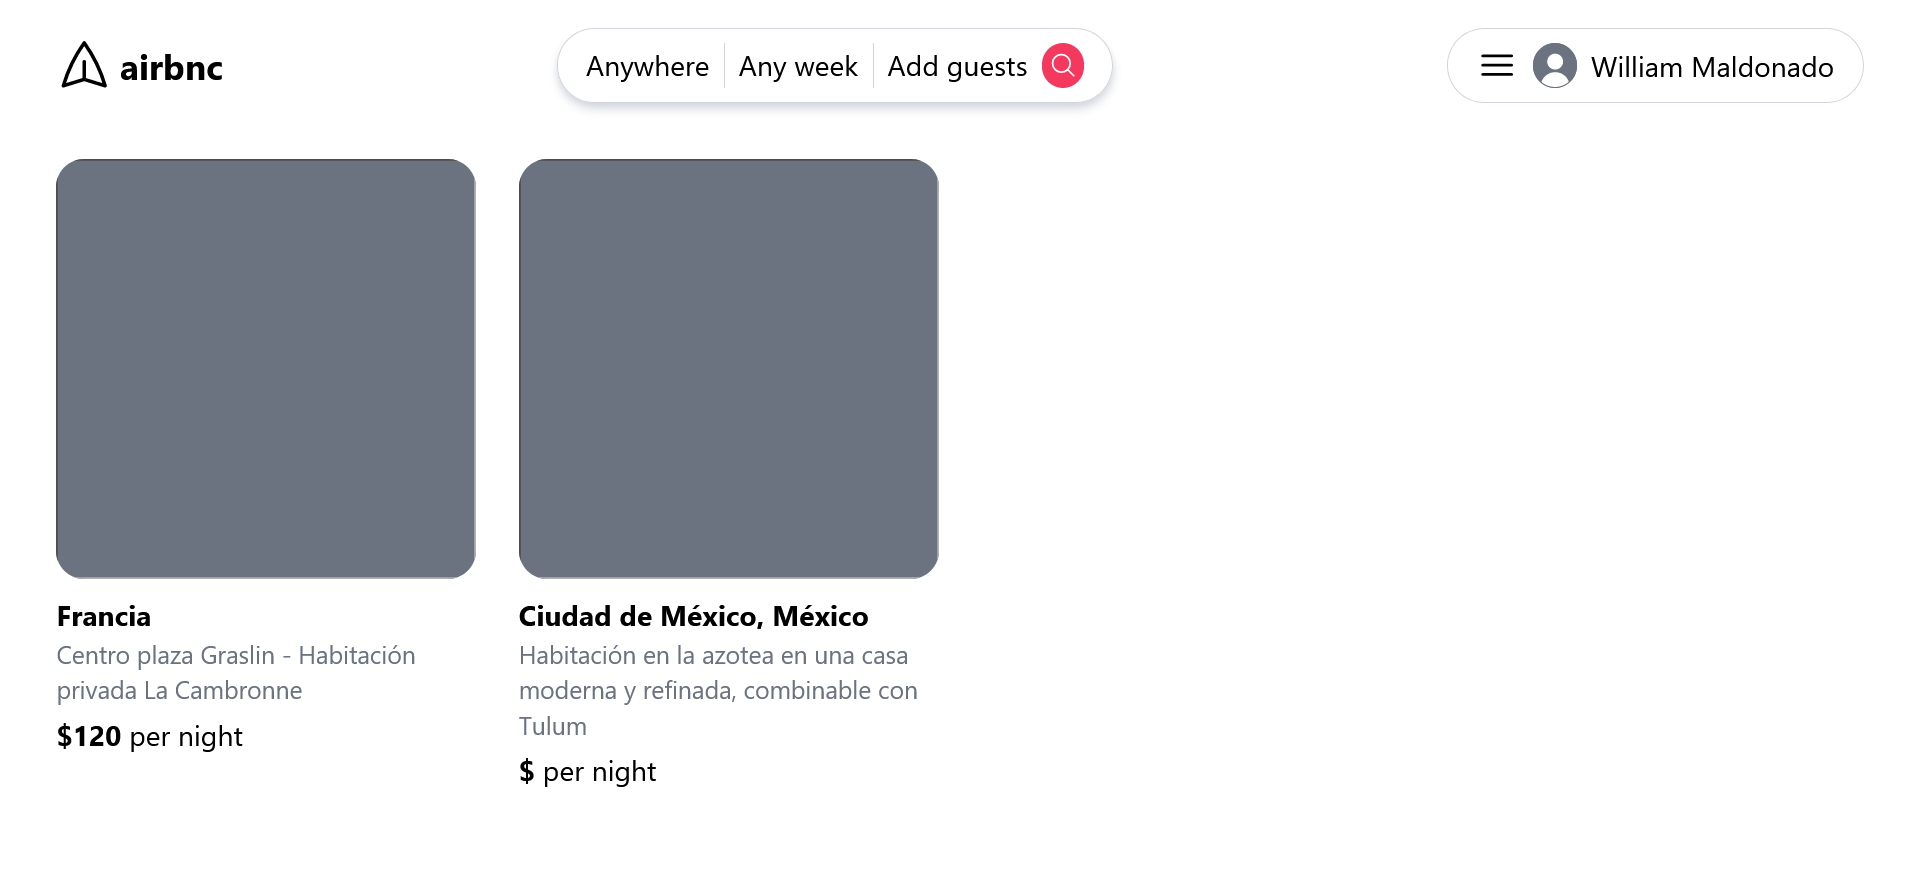 airbnc
Anywhere
Any week
Add guests
William Maldonado
Francia
Centro plaza Graslin - Habitación
privada La Cambronne
$120 per night
Ciudad de México, México
Habitación en la azotea en una casa
moderna y refinada, combinable con
Tulum
$ per night